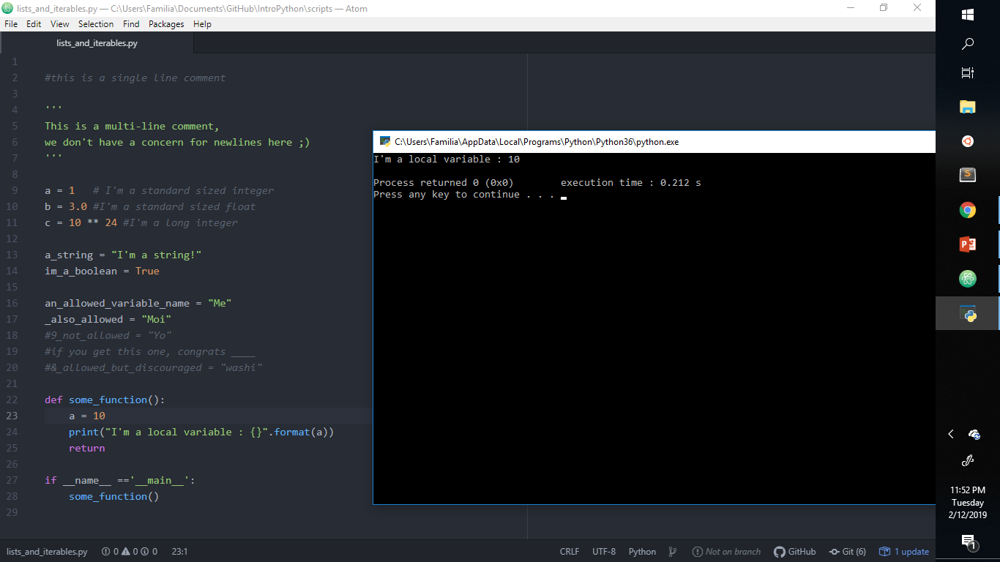 lists_and_iterables.py — C:\Users\Familia\Documents\GitHub\IntroPython\scripts — Atom
File Edit View Selection Find Packages Help
lists_and_iterables.py
1
2 #this is a single line comment
3
4 '''
5 This is a multi-line comment,
6 we don't have a concern for newlines here ;)
7 '''
8
9 a = 1 # I'm a standard sized integer
10 b = 3.0 #I'm a standard sized float
11 c = 10 ** 24 #I'm a long integer
12
13 a_string = "I'm a string!"
14 im_a_boolean = True
15
16 an_allowed_variable_name = "Me"
17 _also_allowed = "Moi"
18 #9_not_allowed = "Yo"
19 #if you get this one, congrats ____
20 #&_allowed_but_discouraged = "washi"
21
22 def some_function():
23 a = 10
24 print("I'm a local variable : {}".format(a))
25 return
26
27 if __name__ =='__main__':
28 some_function()
29
C:\Users\Familia\AppData\Local\Programs\Python\Python36\python.exe
I'm a local variable : 10
Process returned 0 (0x0) execution time : 0.212 s
Press any key to continue . . .
lists_and_iterables.py 0 0 0 23:1 CRLF UTF-8 Python Not on branch GitHub Git (6) 1 update
11:52 PM
Tuesday
2/12/2019
1